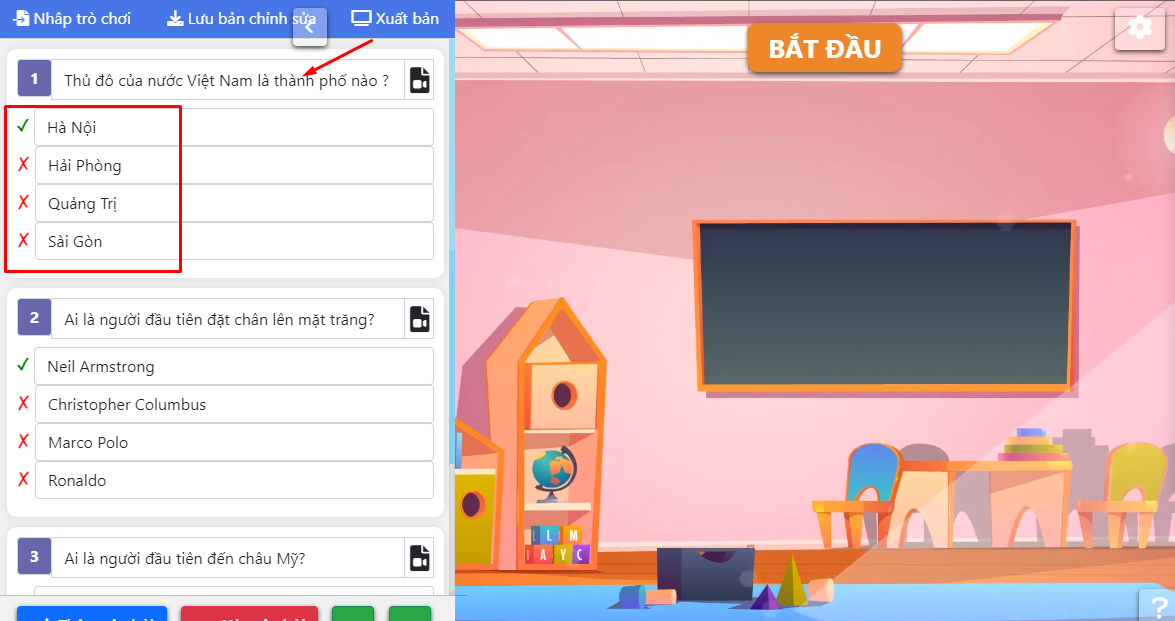 Nhập trò chơi
Lưu bản chỉnh sửa
Xuất bản
BẮT ĐẦU
1
Thủ đô của nước Việt Nam là thành phố nào ?
✓ Hà Nội
✗ Hải Phòng
✗ Quảng Trị
✗ Sài Gòn
2
Ai là người đầu tiên đặt chân lên mặt trăng?
✓ Neil Armstrong
✗ Christopher Columbus
✗ Marco Polo
✗ Ronaldo
3
Ai là người đầu tiên đến châu Mỹ?
L L M
A Y C
?